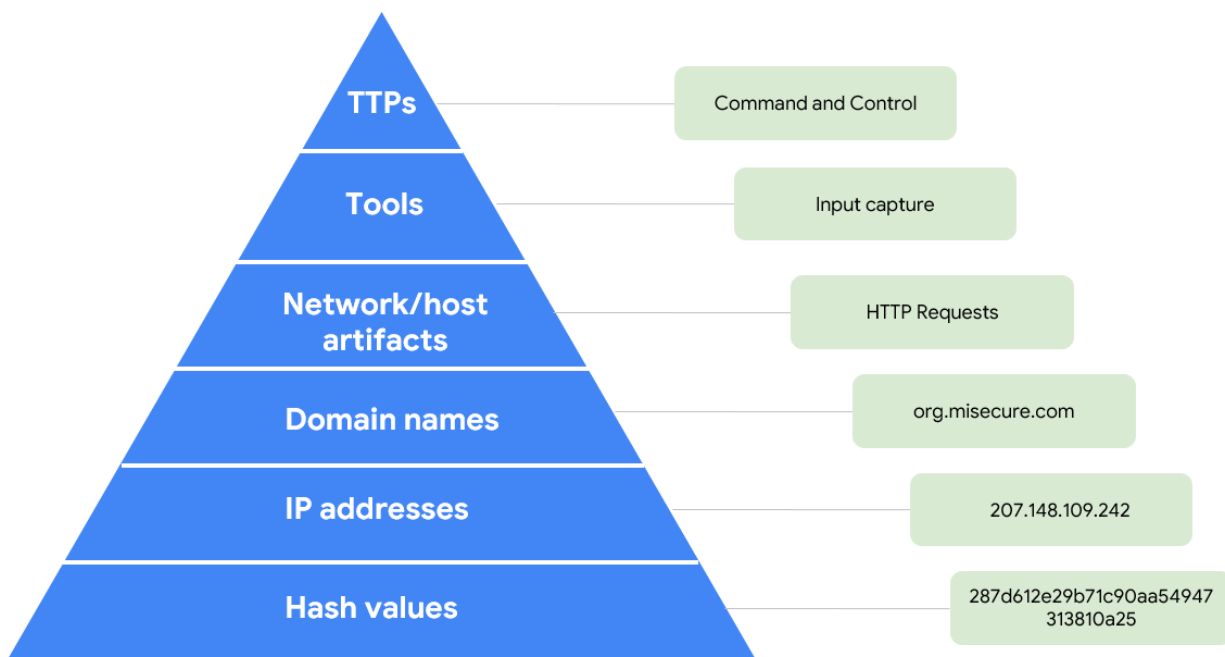 TTPs
Command and Control
Tools
Input capture
Network/host
artifacts
HTTP Requests
Domain names
org.misecure.com
IP addresses
207.148.109.242
Hash values
287d612e29b71c90aa54947
313810a25